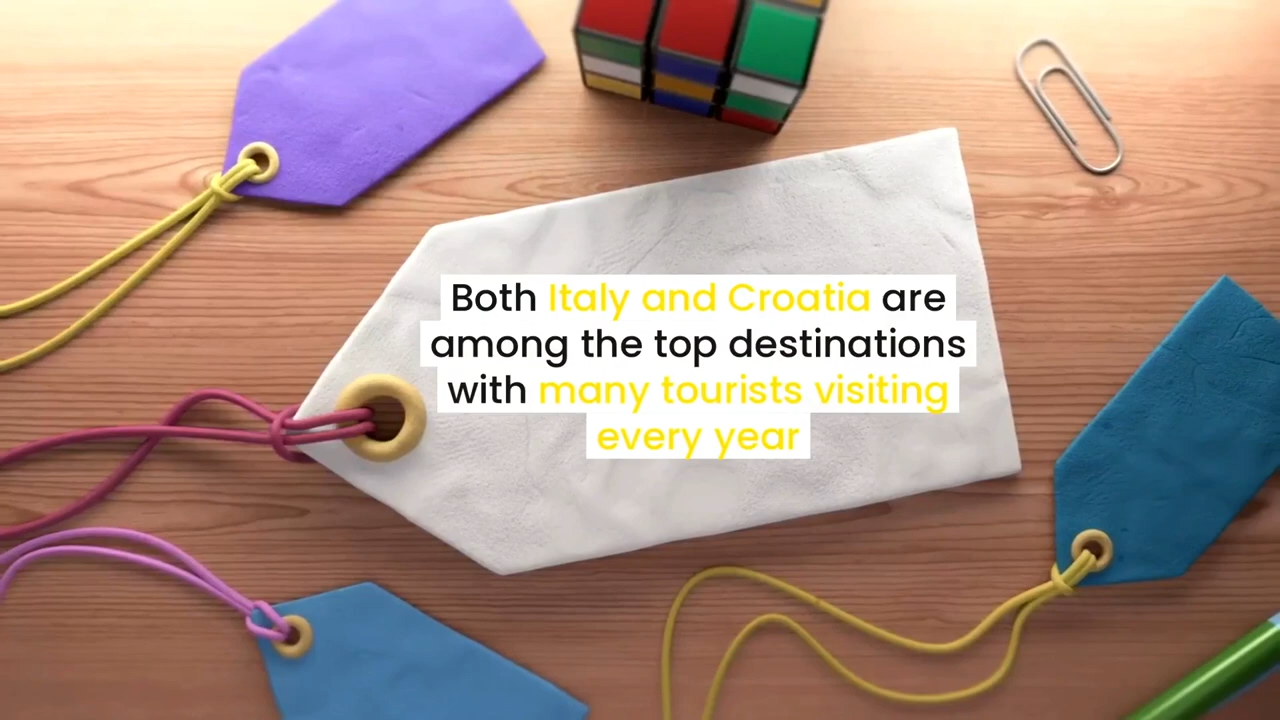 Both Italy and Croatia are
among the top destinations
with many tourists visiting
every year